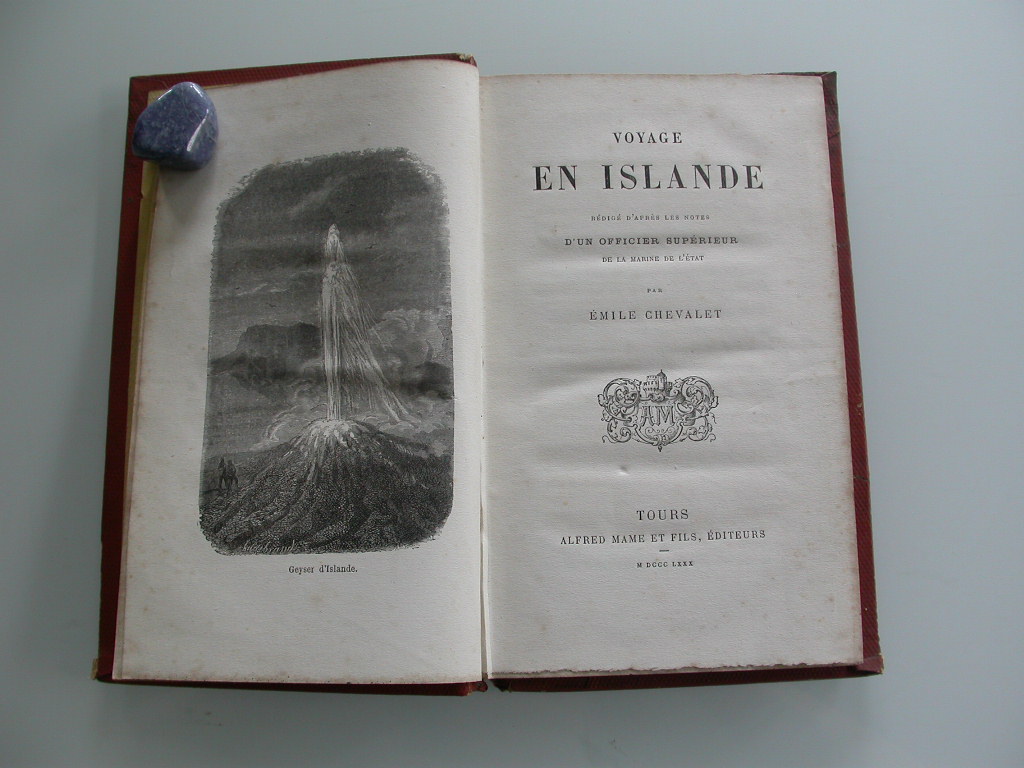 Geyser d'Islande.
VOYAGE
EN ISLANDE
RÉDIGÉ D'APRÈS LES NOTES
D'UN OFFICIER SUPÉRIEUR
DE LA MARINE DE L'ÉTAT
PAR
ÉMILE CHEVALET
AM
TOURS
ALFRED MAME ET FILS, ÉDITEURS
M DCCC LXXX